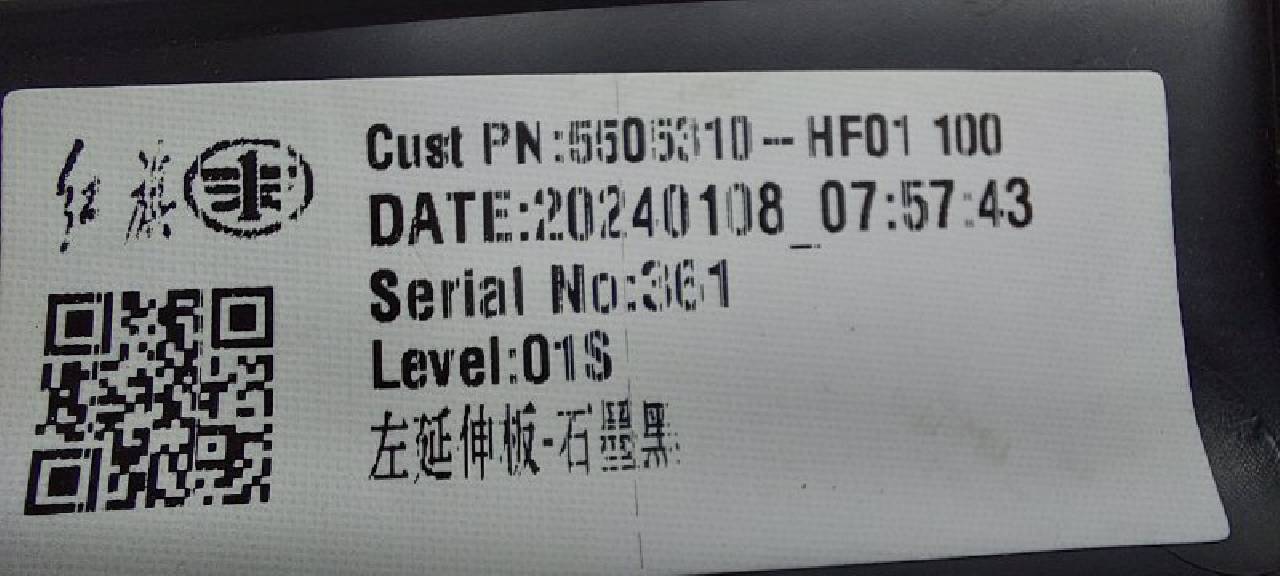 红旗
Cust PN:5505310--HF01 100
DATE:20240108_07:57:43
Serial No:361
Level:01S
左延伸板-石墨黑